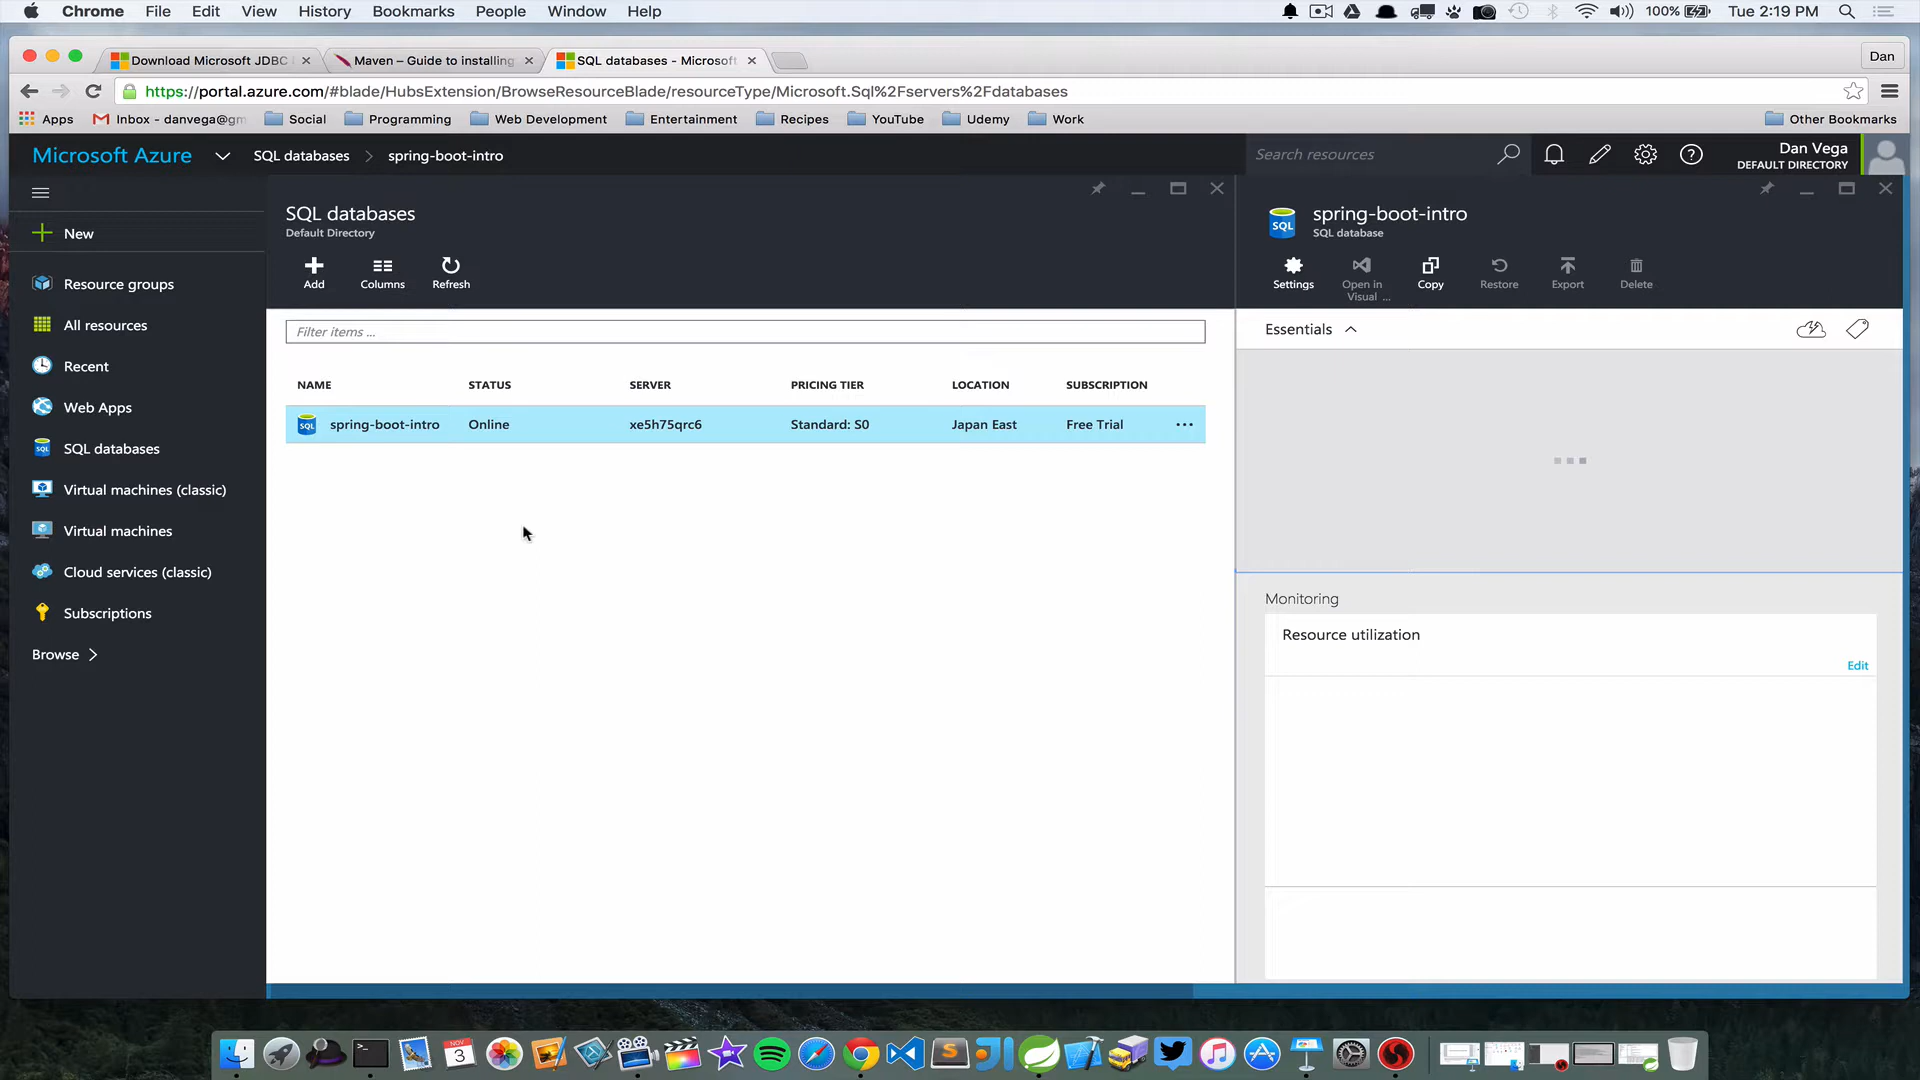 Chrome File Edit View History Bookmarks People Window Help 100% Tue 2:19 PM
Download Microsoft JDBC Maven – Guide to installing SQL databases - Microsoft Dan
https://portal.azure.com/#blade/HubsExtension/BrowseResourceBlade/resourceType/Microsoft.Sql%2Fservers%2Fdatabases
Apps Inbox - danvega@gm Social Programming Web Development Entertainment Recipes YouTube Udemy Work Other Bookmarks
Microsoft Azure SQL databases > spring-boot-intro Search resources Dan Vega
DEFAULT DIRECTORY
New
Resource groups
All resources
Recent
Web Apps
SQL databases
Virtual machines (classic)
Virtual machines
Cloud services (classic)
Subscriptions
Browse >
SQL databases
Default Directory
Add Columns Refresh
Filter items ...
NAME STATUS SERVER PRICING TIER LOCATION SUBSCRIPTION
SQL spring-boot-intro Online xe5h75qrc6 Standard: S0 Japan East Free Trial ...
SQL spring-boot-intro
SQL database
Settings Open in Visual ... Copy Restore Export Delete
Essentials
Monitoring
Resource utilization
Edit
NOV
3